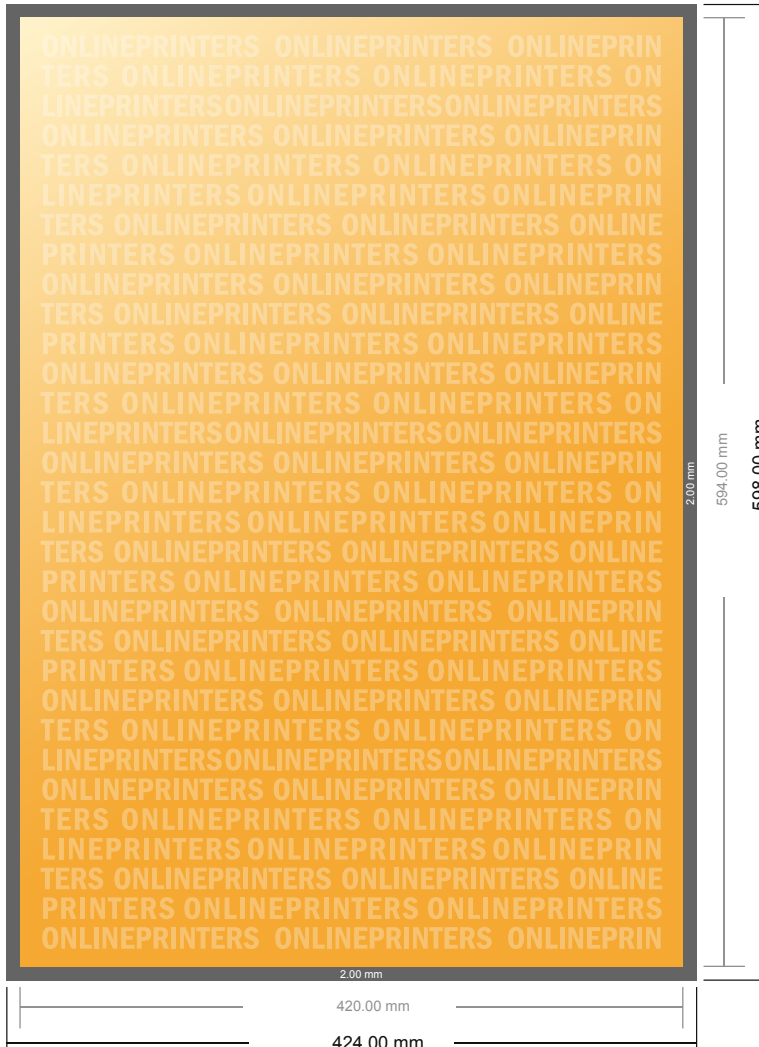 ONLINEPRINTERS ONLINEPRINTERS ONLINEPRIN
TERS ONLINEPRINTERS ONLINEPRINTERS ON
LINEPRINTERSONLINEPRINTERSONLINEPRINTERS
ONLINEPRINTERS ONLINEPRINTERS ONLINEPRIN
TERS ONLINEPRINTERS ONLINEPRINTERS ON
LINEPRINTERS ONLINEPRINTERS ONLINEPRIN
TERS ONLINEPRINTERS ONLINEPRINTERS ONLINE
PRINTERS ONLINEPRINTERS ONLINEPRINTERS
ONLINEPRINTERS ONLINEPRINTERS ONLINEPRIN
TERS ONLINEPRINTERS ONLINEPRINTERS ONLINE
PRINTERS ONLINEPRINTERS ONLINEPRINTERS
ONLINEPRINTERS ONLINEPRINTERS ONLINEPRIN
TERS ONLINEPRINTERS ONLINEPRINTERS ON
LINEPRINTERSONLINEPRINTERSONLINEPRINTERS
ONLINEPRINTERS ONLINEPRINTERS ONLINEPRIN
TERS ONLINEPRINTERS ONLINEPRINTERS ON
LINEPRINTERS ONLINEPRINTERS ONLINEPRIN
TERS ONLINEPRINTERS ONLINEPRINTERS ONLINE
PRINTERS ONLINEPRINTERS ONLINEPRINTERS
ONLINEPRINTERS ONLINEPRINTERS ONLINEPRIN
TERS ONLINEPRINTERS ONLINEPRINTERS ONLINE
PRINTERS ONLINEPRINTERS ONLINEPRINTERS
ONLINEPRINTERS ONLINEPRINTERS ONLINEPRIN
TERS ONLINEPRINTERS ONLINEPRINTERS ON
LINEPRINTERSONLINEPRINTERSONLINEPRINTERS
ONLINEPRINTERS ONLINEPRINTERS ONLINEPRIN
TERS ONLINEPRINTERS ONLINEPRINTERS ON
LINEPRINTERS ONLINEPRINTERS ONLINEPRIN
TERS ONLINEPRINTERS ONLINEPRINTERS ONLINE
PRINTERS ONLINEPRINTERS ONLINEPRINTERS
ONLINEPRINTERS ONLINEPRINTERS ONLINEPRIN
2.00 mm
594.00 mm
598.00 mm
2.00 mm
420.00 mm
424.00 mm